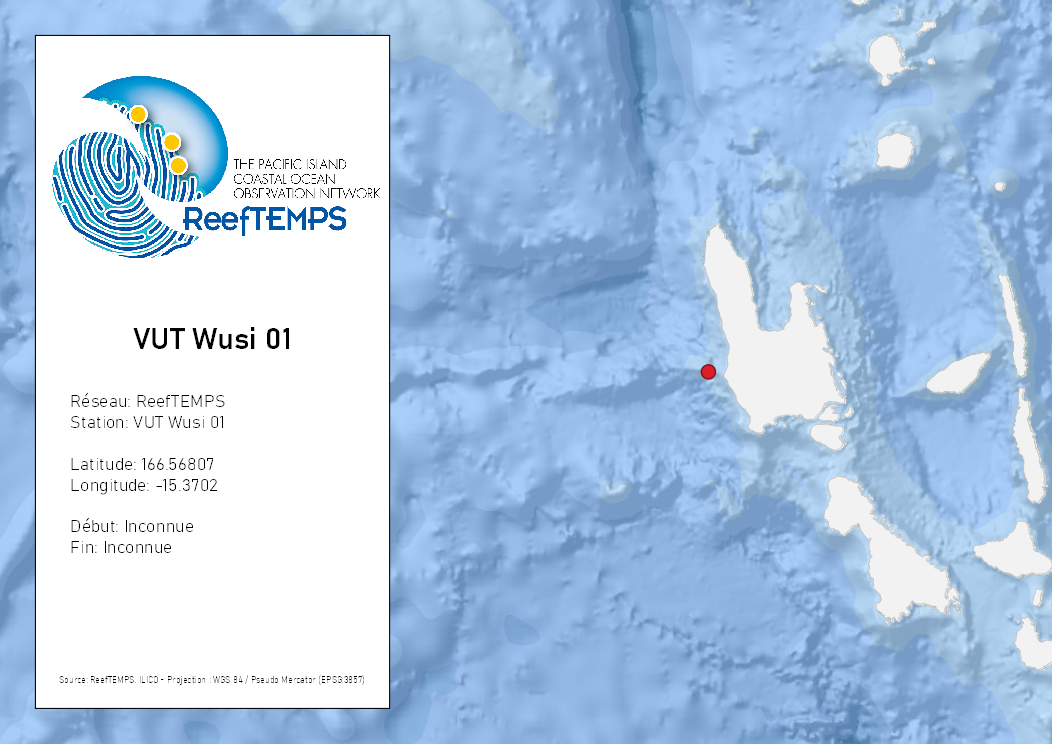 THE PACIFIC ISLAND
COASTAL OCEAN
OBSERVATION NETWORK
ReefTEMPS
VUT Wusi 01
Réseau: ReefTEMPS
Station: VUT Wusi 01
Latitude: 166.56807
Longitude: -15.3702
Début: Inconnue
Fin: Inconnue
Source: ReefTEMPS, ILICO - Projection : WGS 84 / Pseudo Mercator (EPSG:3857)